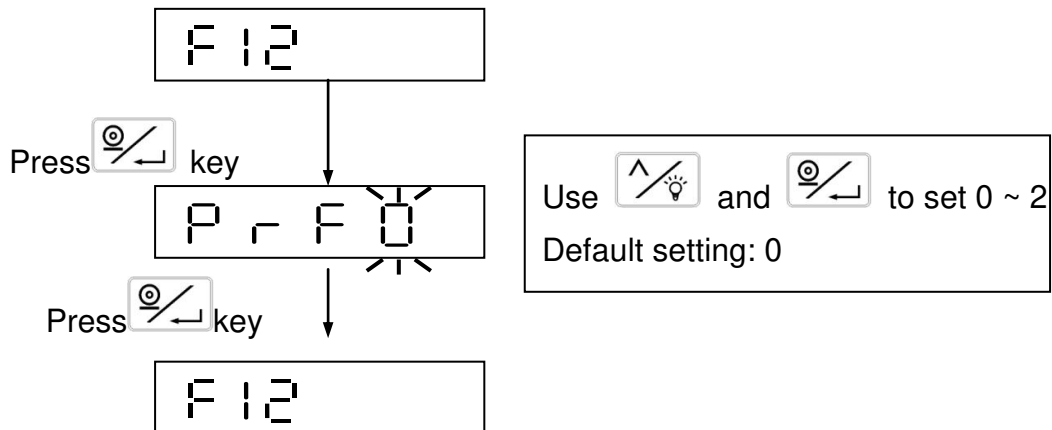 F12
Press key
PrF0
Use and to set 0 ~ 2
Default setting: 0
Press key
F12